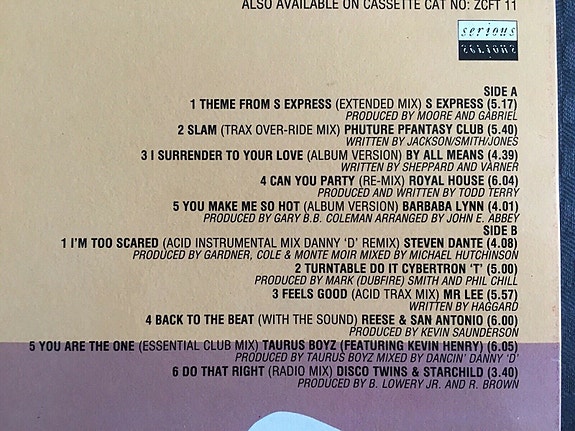 ALSO AVAILABLE ON CASSETTE CAT NO: ZCFT 11
serious
serious
SIDE A
1 THEME FROM S EXPRESS (EXTENDED MIX) S EXPRESS (5.17)
PRODUCED BY MOORE AND GABRIEL
2 SLAM (TRAX OVER-RIDE MIX) PHUTURE PFANTASY CLUB (5.40)
WRITTEN BY JACKSON/SMITH/JONES
3 I SURRENDER TO YOUR LOVE (ALBUM VERSION) BY ALL MEANS (4.39)
WRITTEN BY SHEPPARD AND VARNER
4 CAN YOU PARTY (RE-MIX) ROYAL HOUSE (6.04)
PRODUCED AND WRITTEN BY TODD TERRY
5 YOU MAKE ME SO HOT (ALBUM VERSION) BARBABA LYNN (4.01)
PRODUCED BY GARY B.B. COLEMAN ARRANGED BY JOHN E. ABBEY
SIDE B
1 I'M TOO SCARED (ACID INSTRUMENTAL MIX DANNY 'D' REMIX) STEVEN DANTE (4.08)
PRODUCED BY GARDNER, COLE & MONTE MOIR MIXED BY MICHAEL HUTCHINSON
2 TURNTABLE DO IT CYBERTRON 'T' (5.00)
PRODUCED BY MARK (DUBFIRE) SMITH AND PHIL CHILL
3 FEELS GOOD (ACID TRAX MIX) MR LEE (5.57)
WRITTEN BY HAGGARD
4 BACK TO THE BEAT (WITH THE SOUND) REESE & SAN ANTONIO (6.00)
PRODUCED BY KEVIN SAUNDERSON
5 YOU ARE THE ONE (ESSENTIAL CLUB MIX) TAURUS BOYZ (FEATURING KEVIN HENRY) (6.05)
PRODUCED BY TAURUS BOYZ MIXED BY DANCIN' DANNY 'D'
6 DO THAT RIGHT (RADIO MIX) DISCO TWINS & STARCHILD (3.40)
PRODUCED BY B. LOWERY JR. AND R. BROWN